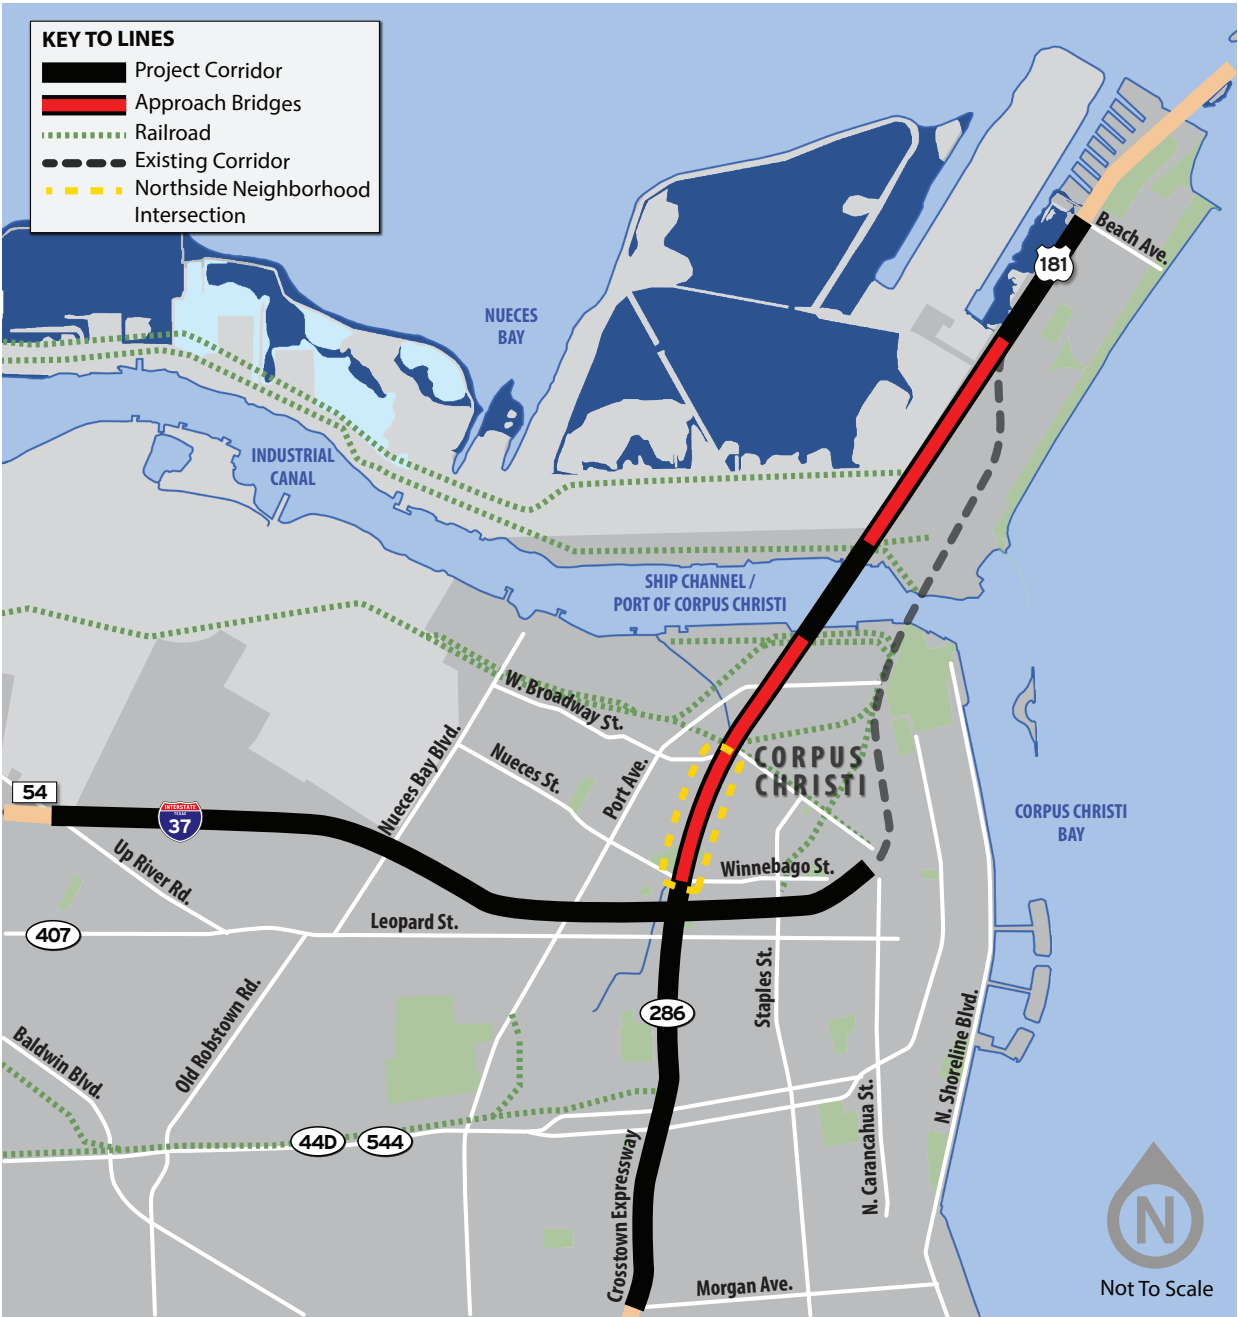 KEY TO LINES
Project Corridor
Approach Bridges
Railroad
Existing Corridor
Northside Neighborhood
Intersection
Beach Ave.
181
NUECES
BAY
INDUSTRIAL
CANAL
SHIP CHANNEL /
PORT OF CORPUS CHRISTI
W. Broadway St.
Nueces Bay Blvd.
Nueces St.
Port Ave.
CORPUS
CHRISTI
54
INTERSTATE
TEXAS
37
CORPUS CHRISTI
BAY
Up River Rd.
Winnebago St.
Leopard St.
407
Staples St.
286
Old Robstown Rd.
Baldwin Blvd.
N. Shoreline Blvd.
44D
544
N. Carancahua St.
Crosstown Expressway
Morgan Ave.
N
Not To Scale